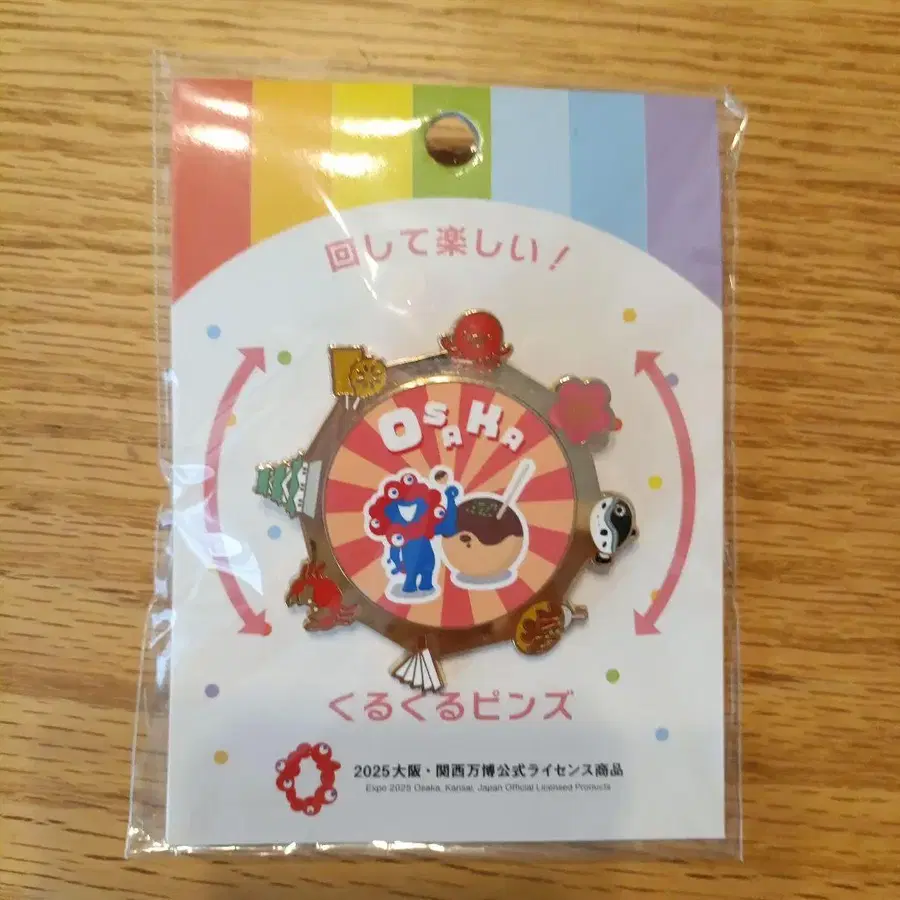 回して楽しい!
OSAKA
くるくるピンズ
2025大阪・関西万博公式ライセンス商品
Expo 2025 Osaka, Kansai, Japan Official Licensed Products